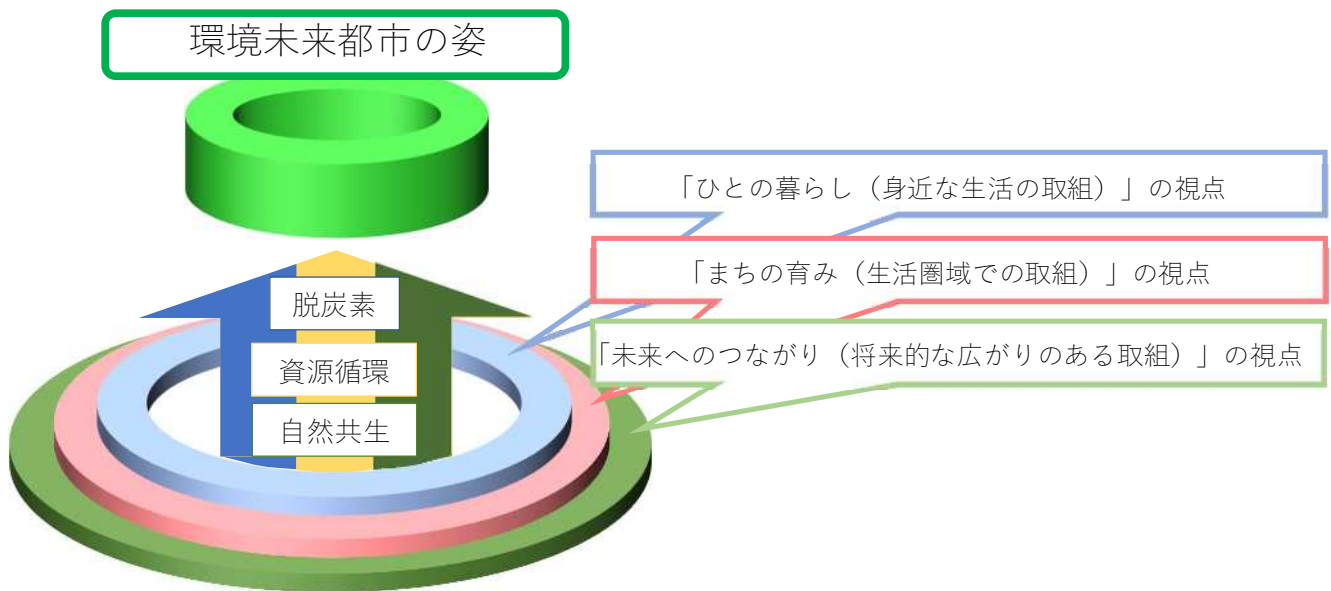 環境未来都市の姿
「ひとの暮らし（身近な生活の取組）」の視点
「まちの育み（生活圏域での取組）」の視点
「未来へのつながり（将来的な広がりのある取組）」の視点
脱炭素
資源循環
自然共生